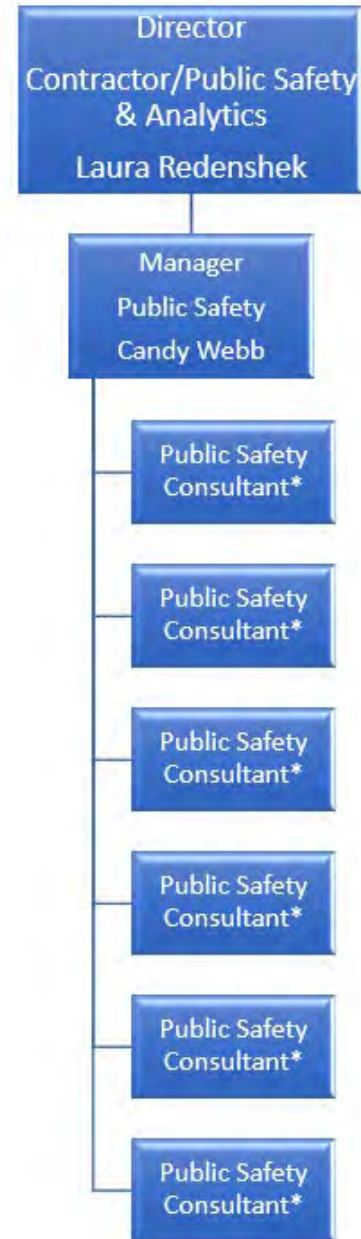 Director
Contractor/Public Safety
& Analytics
Laura Redenshek
Manager
Public Safety
Candy Webb
Public Safety
Consultant*
Public Safety
Consultant*
Public Safety
Consultant*
Public Safety
Consultant*
Public Safety
Consultant*
Public Safety
Consultant*